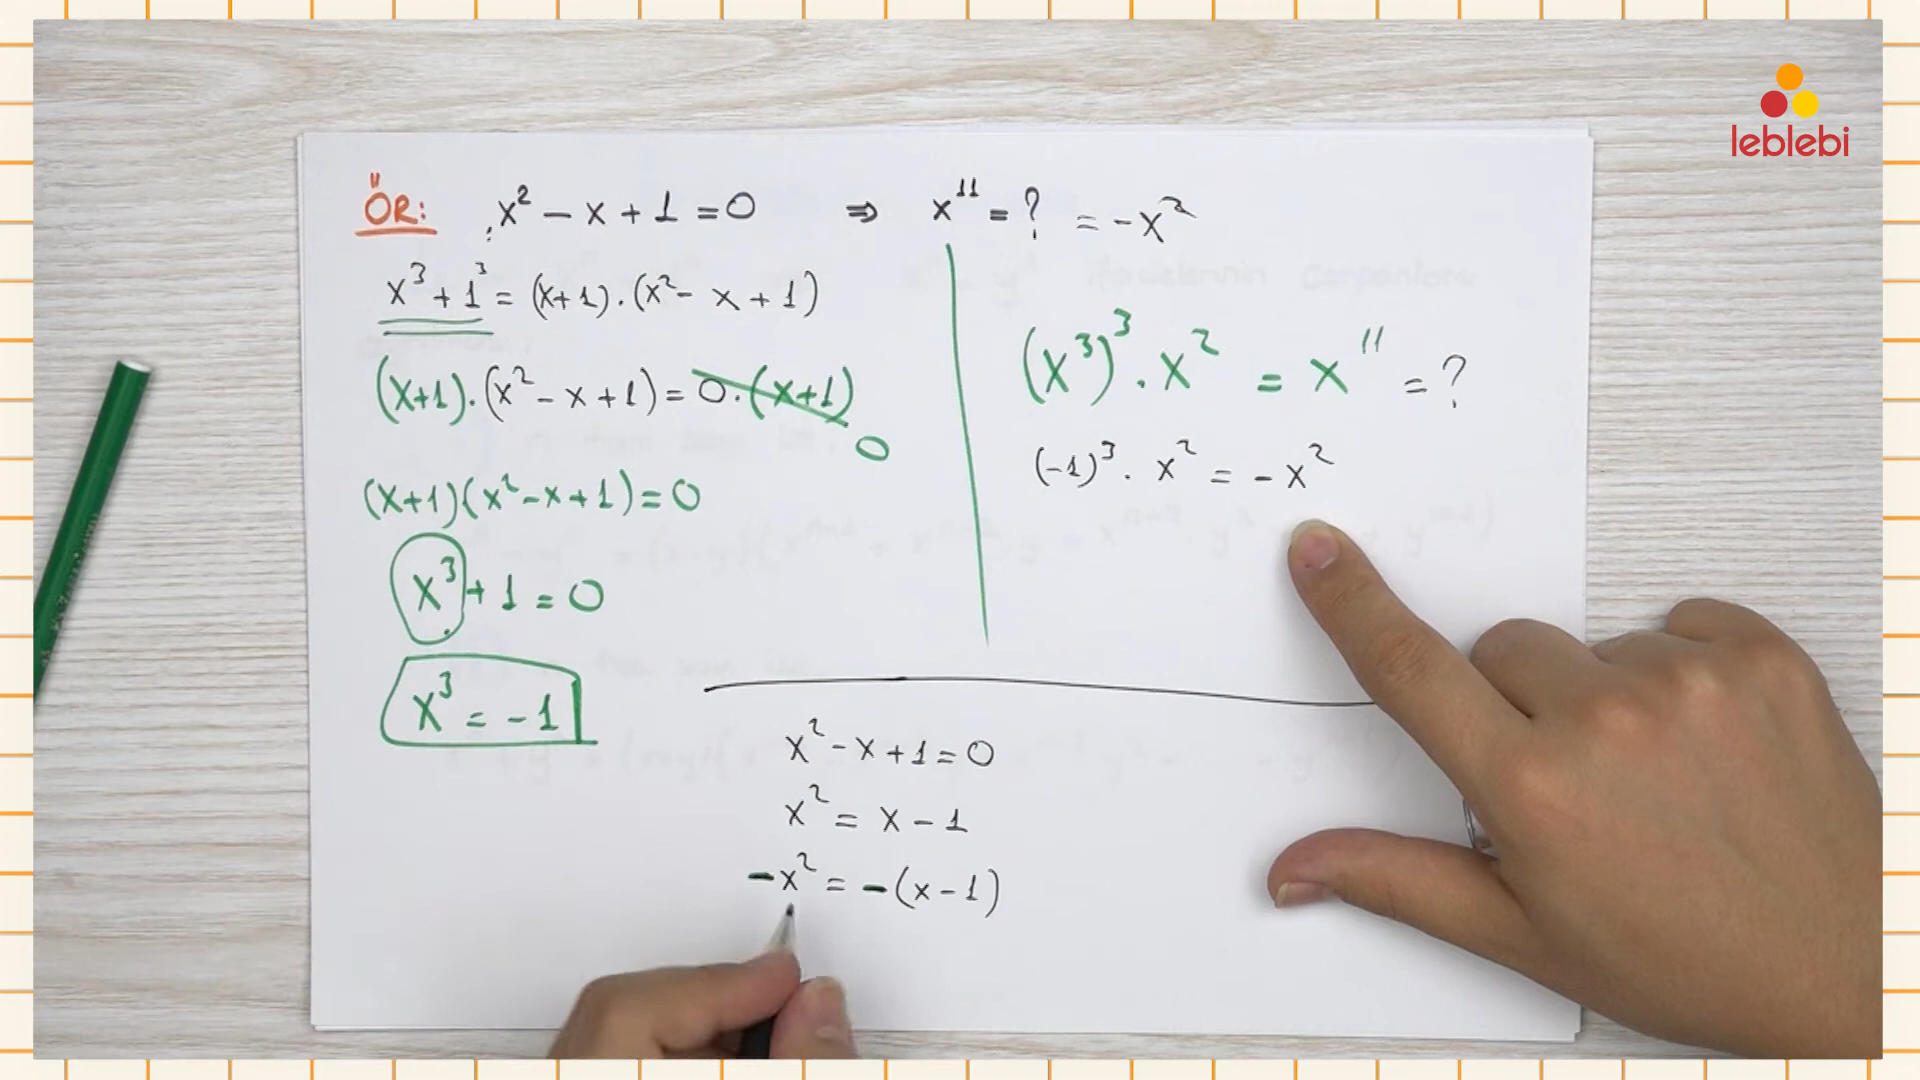 leblebi
ÖR: x² - x + 1 = 0 ⇒ x¹¹ = ? = -x²
x³ + 1³ = (x+1).(x² - x + 1)
(x+1).(x² - x + 1) = 0.(x+1)
0
(x+1)(x² - x + 1) = 0
x³ + 1 = 0
x³ = -1
(x³)³ . x² = x¹¹ = ?
(-1)³ . x² = -x²
x² - x + 1 = 0
x² = x - 1
-x² = -(x - 1)